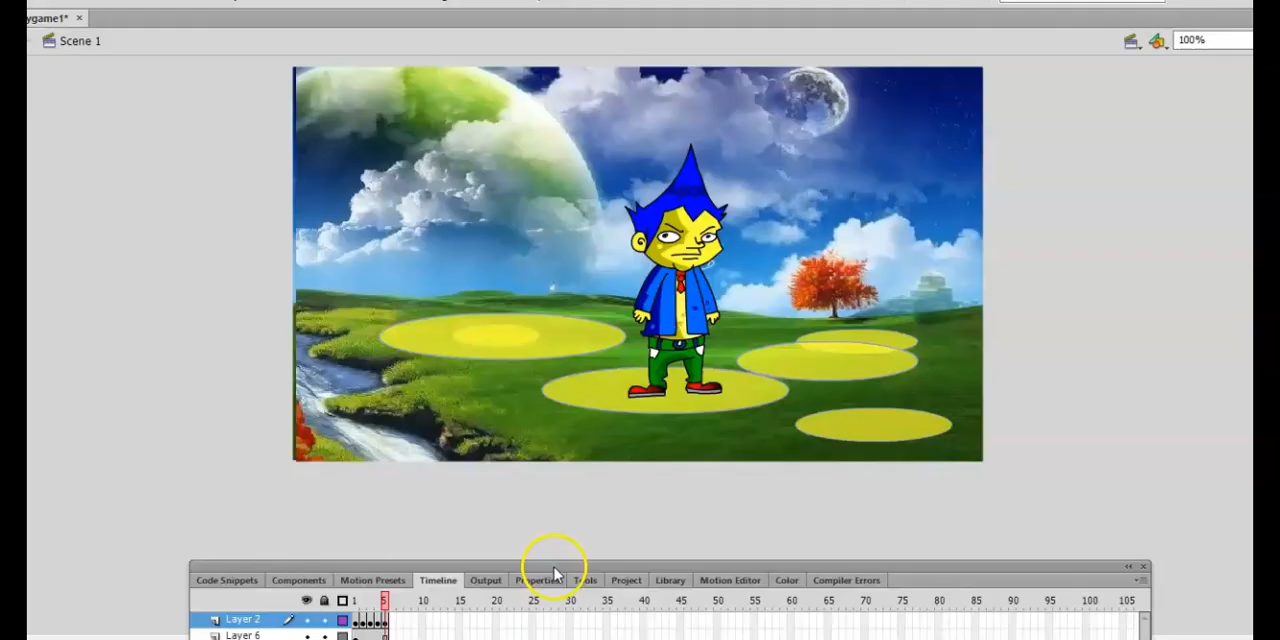 ygame1* ×
Scene 1
100%
Code Snippets Components Motion Presets Timeline Output Properties Tools Project Library Motion Editor Color Compiler Errors
1 5 10 15 20 25 30 35 40 45 50 55 60 65 70 75 80 85 90 95 100 105
Layer 2
Layer 6